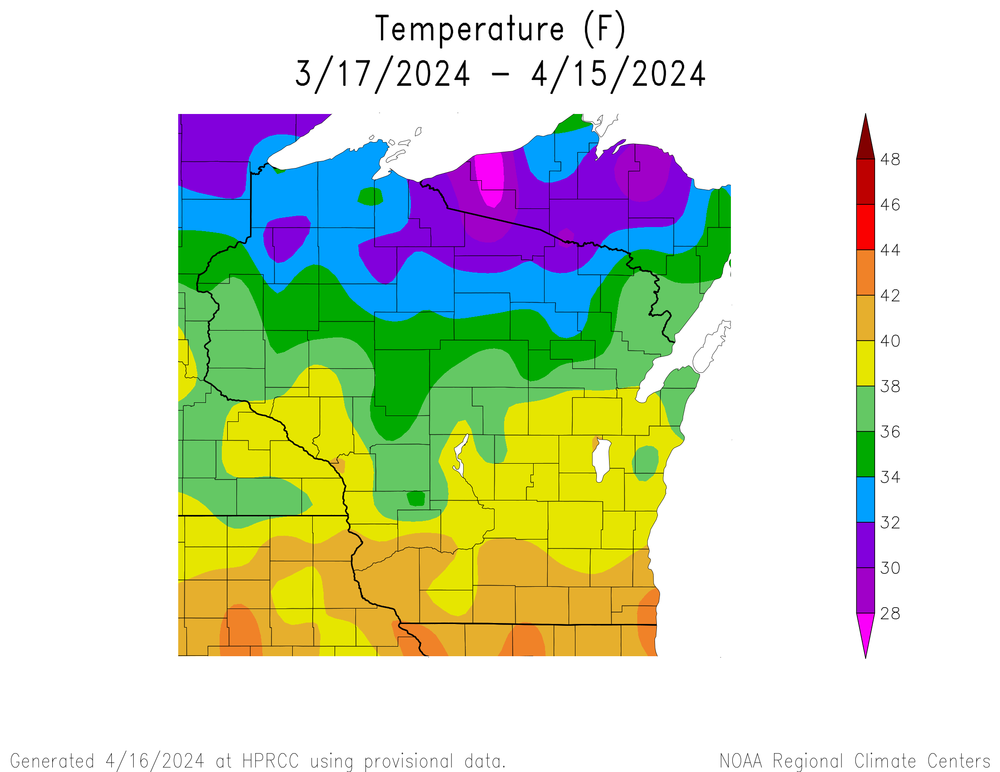 Temperature (F)
3/17/2024 - 4/15/2024
48
46
44
42
40
38
36
34
32
30
28
Generated 4/16/2024 at HPRCC using provisional data.
NOAA Regional Climate Centers